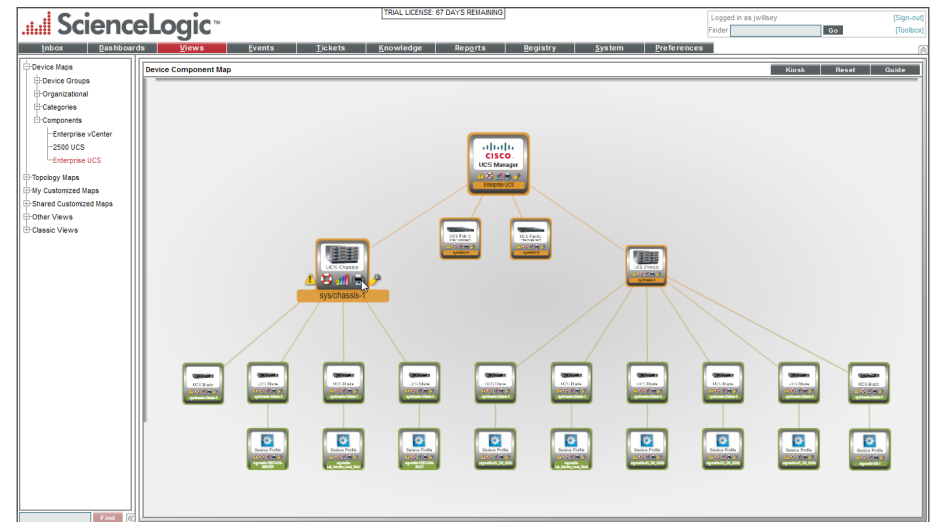 TRIAL LICENSE: 67 DAYS REMAINING
ScienceLogic™
Logged in as jwillsey [Sign-out]
Finder Go [Toolbox]
Inbox Dashboards Views Events Tickets Knowledge Reports Registry System Preferences
Device Maps
Device Groups
Organizational
Categories
Components
Enterprise vCenter
2500 UCS
Enterprise UCS
Topology Maps
My Customized Maps
Shared Customized Maps
Other Views
Classic Views
Find
Device Component Map Kiosk Reset Guide
CISCO
UCS Manager
Enterprise UCS
UCS Fabric UCS Fabric
UCS Chassis UCS Chassis
sys/chassis-1
UCS Blade UCS Blade UCS Blade UCS Blade UCS Blade UCS Blade UCS Blade UCS Blade UCS Blade UCS Blade
Service Profile Service Profile Service Profile Service Profile Service Profile Service Profile Service Profile Service Profile Service Profile